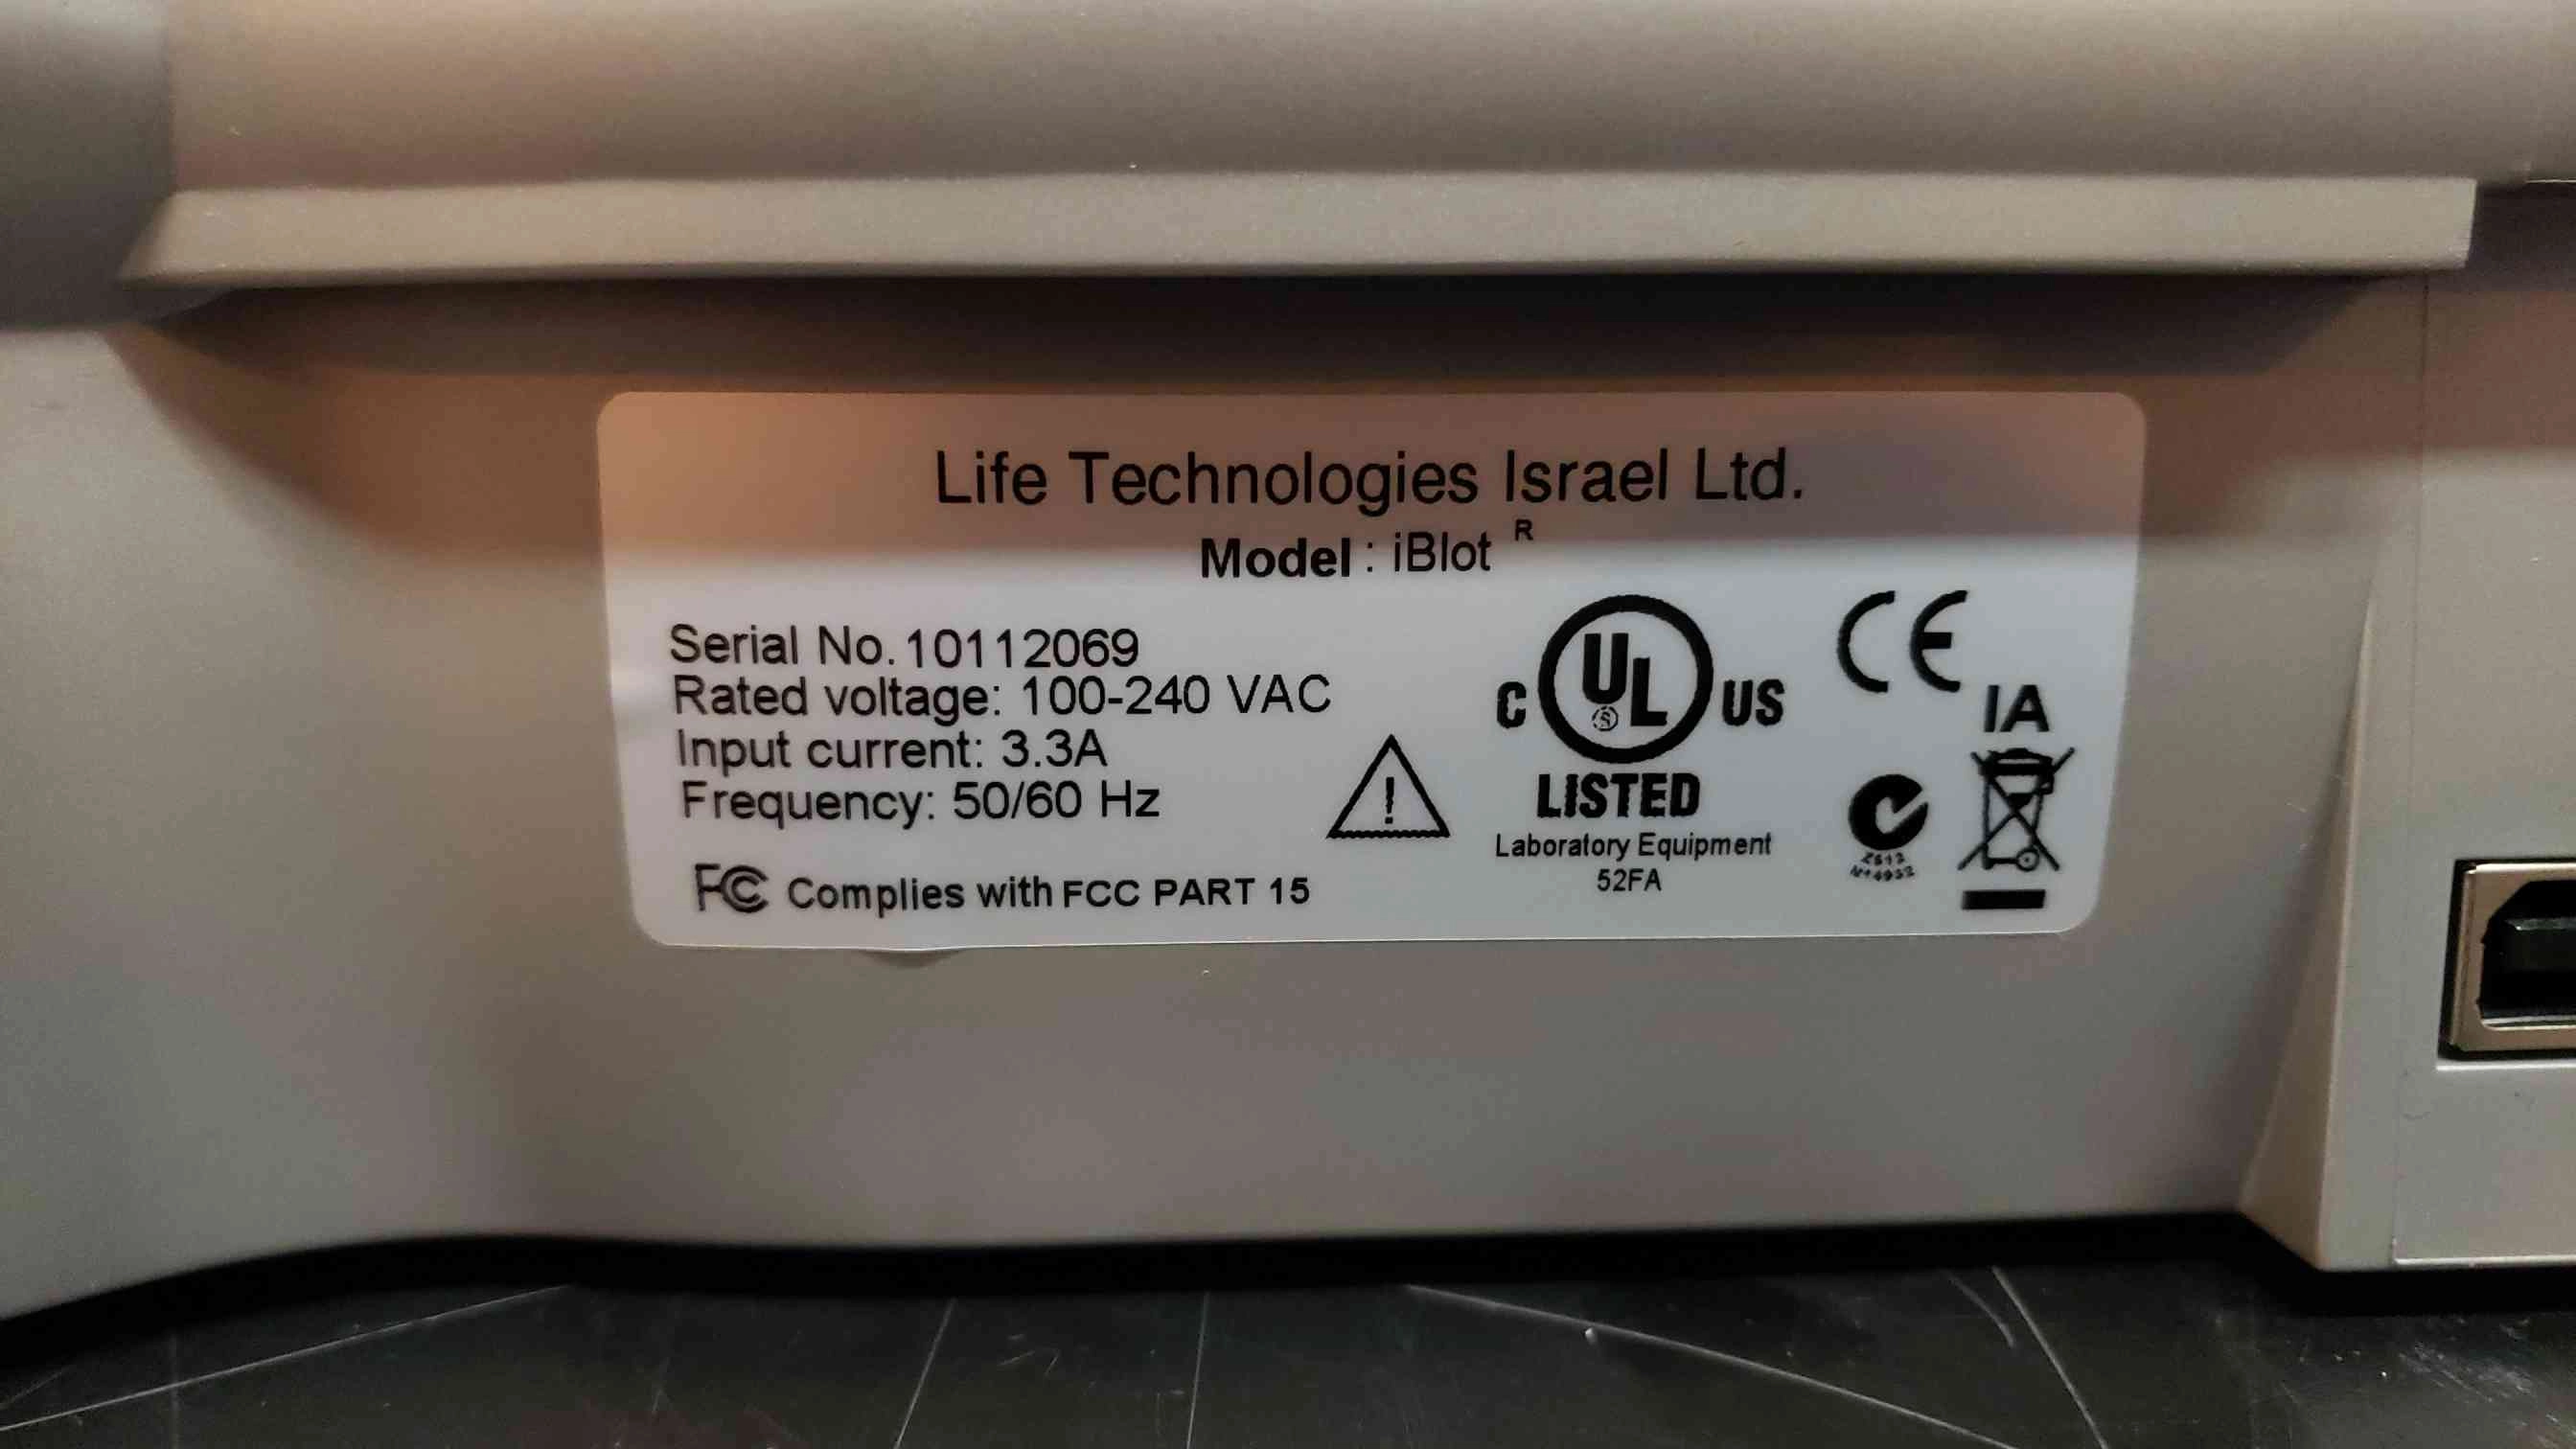 Life Technologies Israel Ltd.
Model : iBlot R
Serial No. 10112069
Rated voltage: 100-240 VAC
Input current: 3.3A
Frequency: 50/60 Hz
FC Complies with FCC PART 15
!
C UL US
LISTED
Laboratory Equipment
52FA
CE
IA